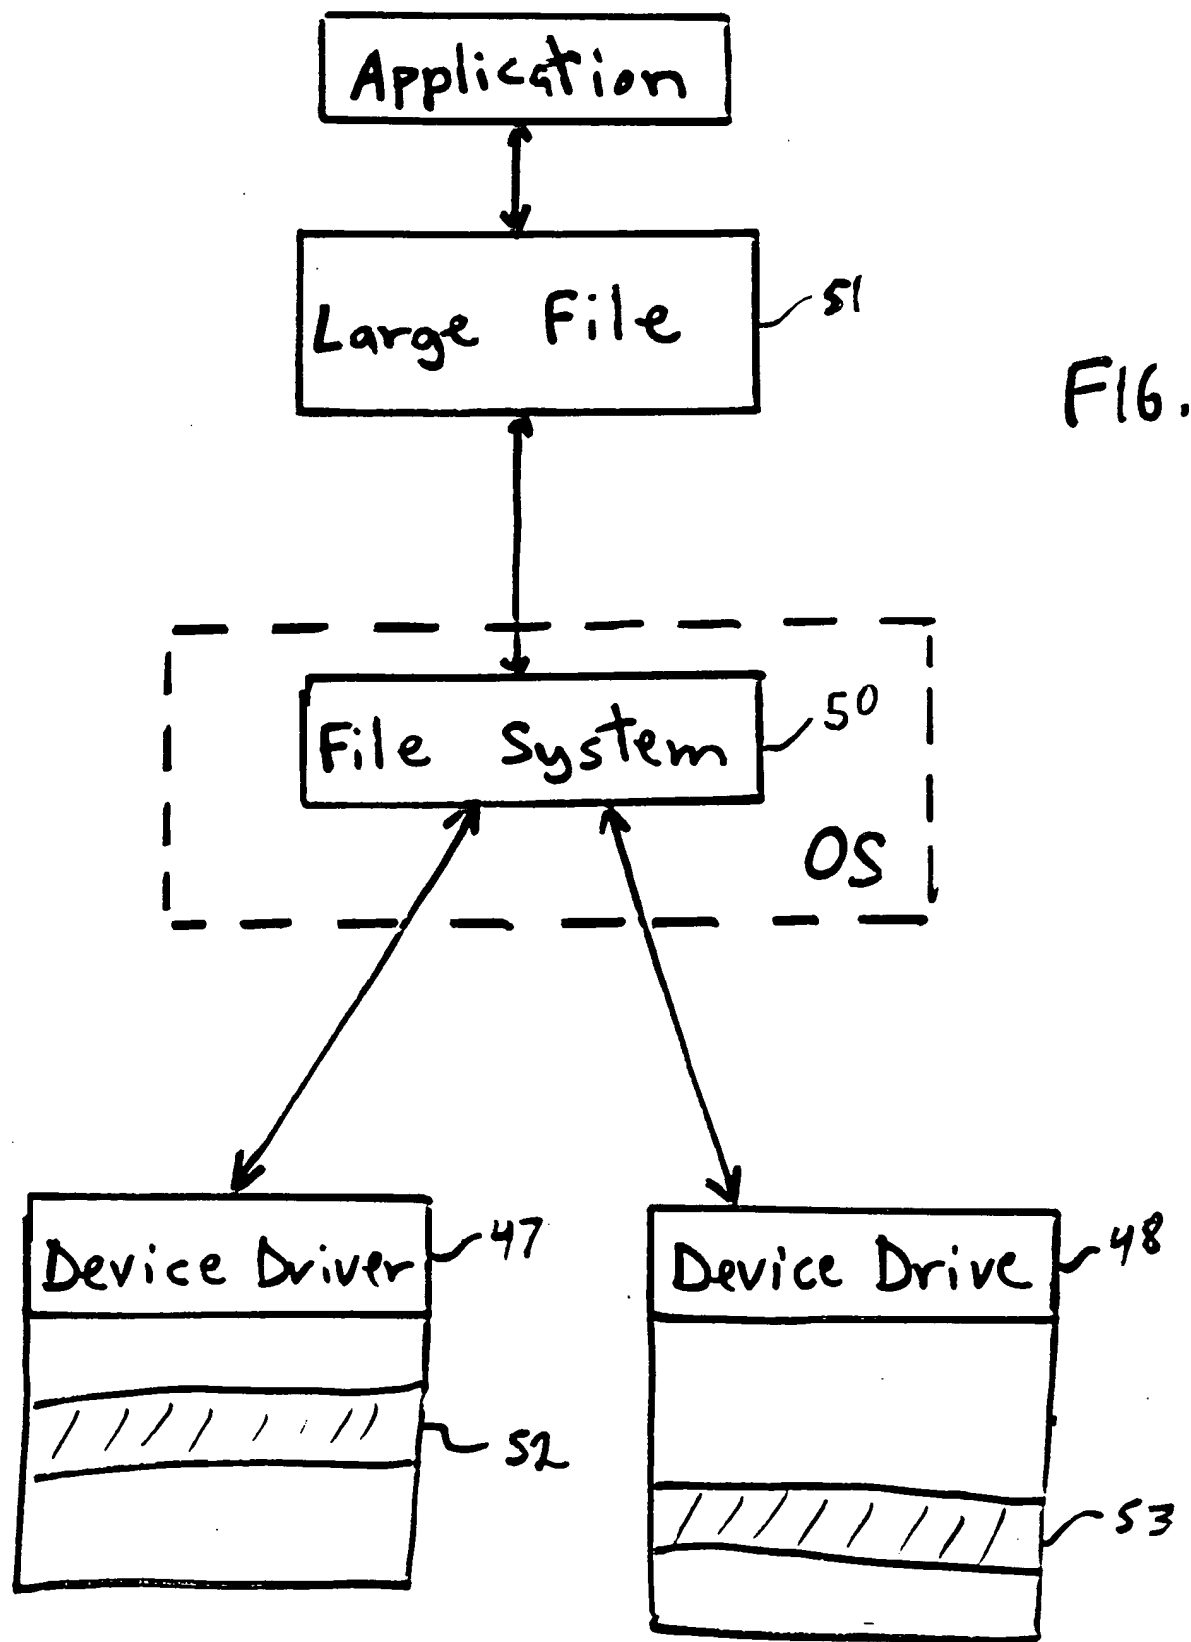 Application
Large File
51
FIG.
File System
50
OS
Device Driver
47
Device Drive
48
52
53